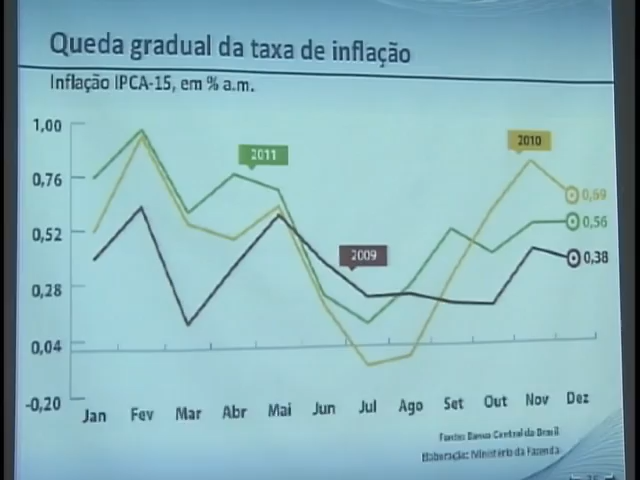 Queda gradual da taxa de inflação
Inflação IPCA-15, em % a.m.
1,00
0,76
0,52
0,28
0,04
-0,20
2011
2010
2009
0,69
0,56
0,38
Jan Fev Mar Abr Mai Jun Jul Ago Set Out Nov Dez
Fonte: Banco Central do Brasil
Elaboração: Ministério da Fazenda